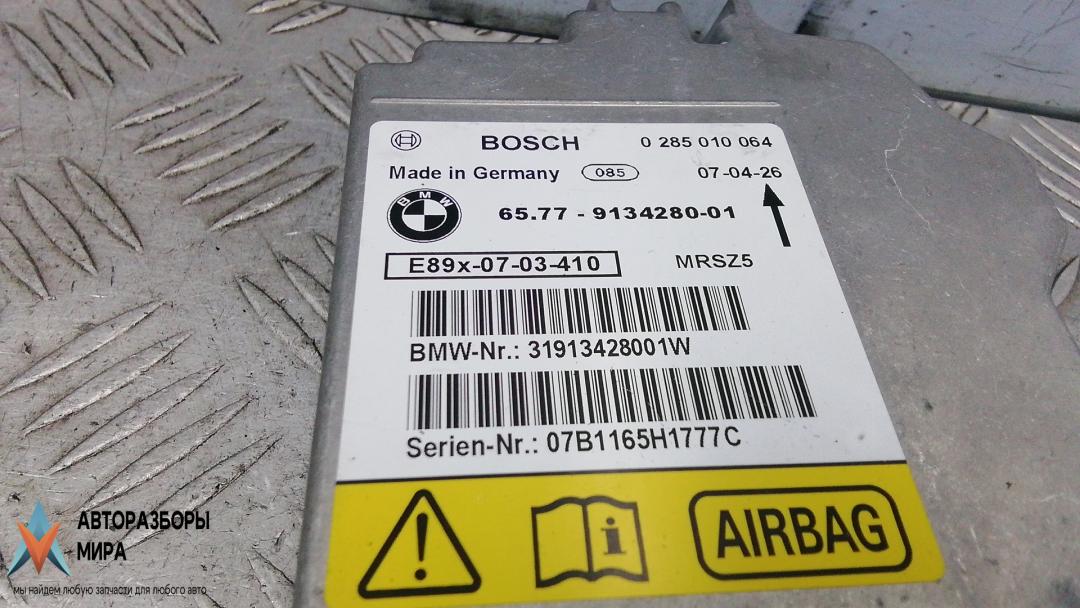 BOSCH 0 285 010 064
Made in Germany 085 07-04-26
BMW 65.77 - 9134280-01
E89x-07-03-410 MRSZ5
BMW-Nr.: 31913428001W
Serien-Nr.: 07B1165H1777C
AIRBAG
АВТОРАЗБОРЫ
МИРА
мы найдем любую запчасти для любого авто